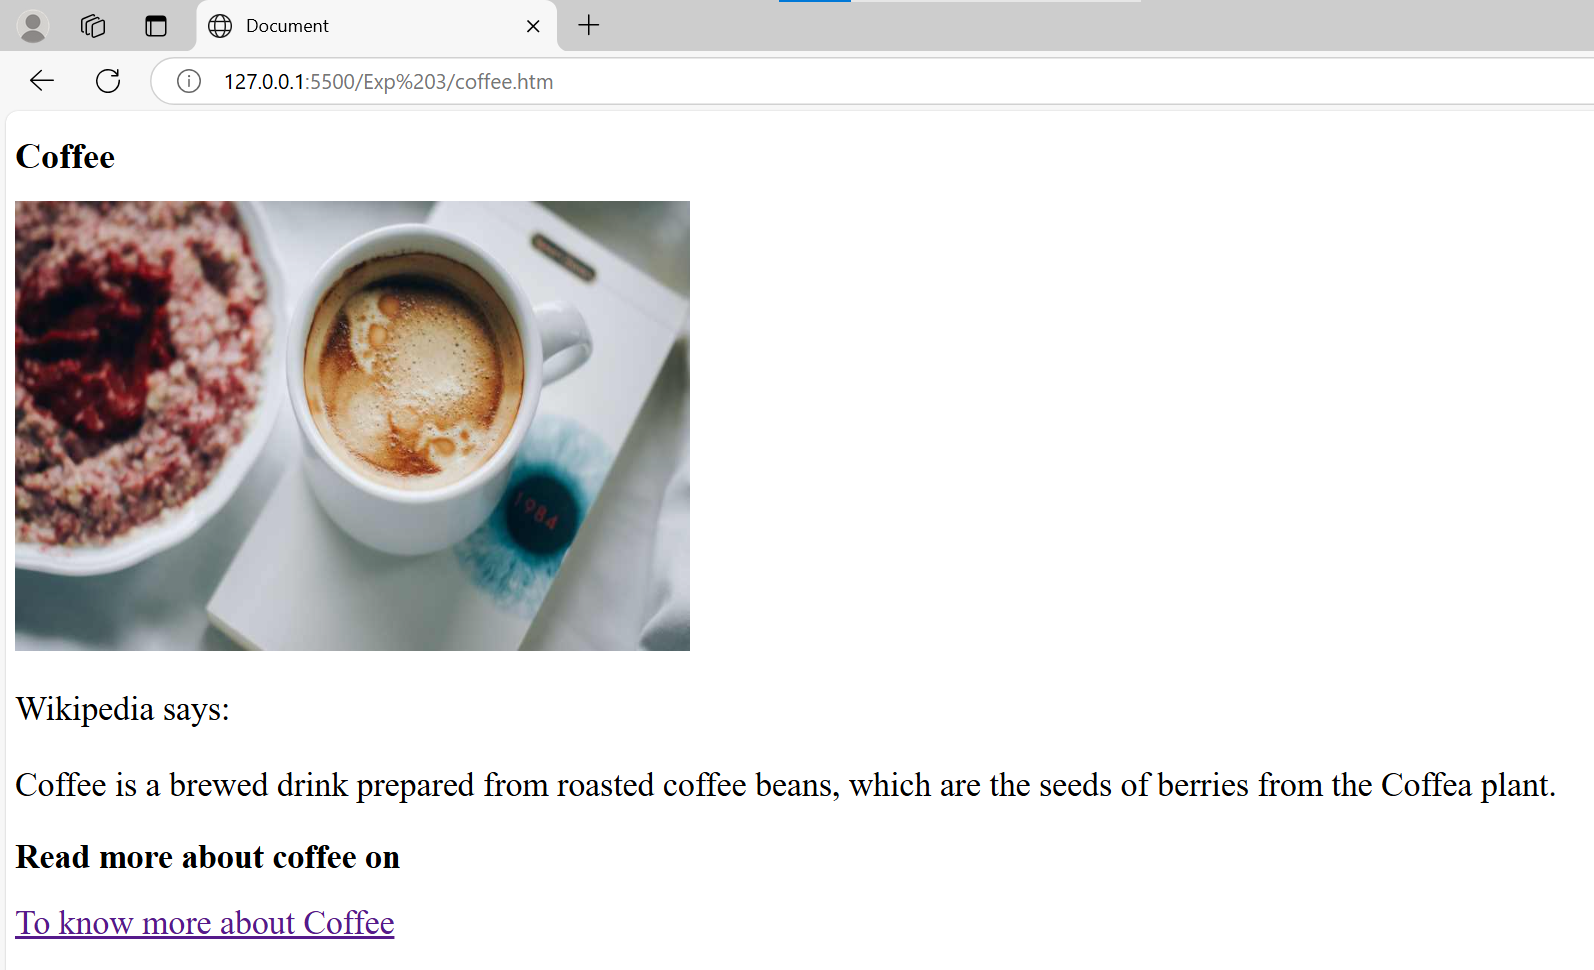 Document
127.0.0.1:5500/Exp%203/coffee.htm
Coffee
1984
Wikipedia says:
Coffee is a brewed drink prepared from roasted coffee beans, which are the seeds of berries from the Coffea plant.
Read more about coffee on
To know more about Coffee